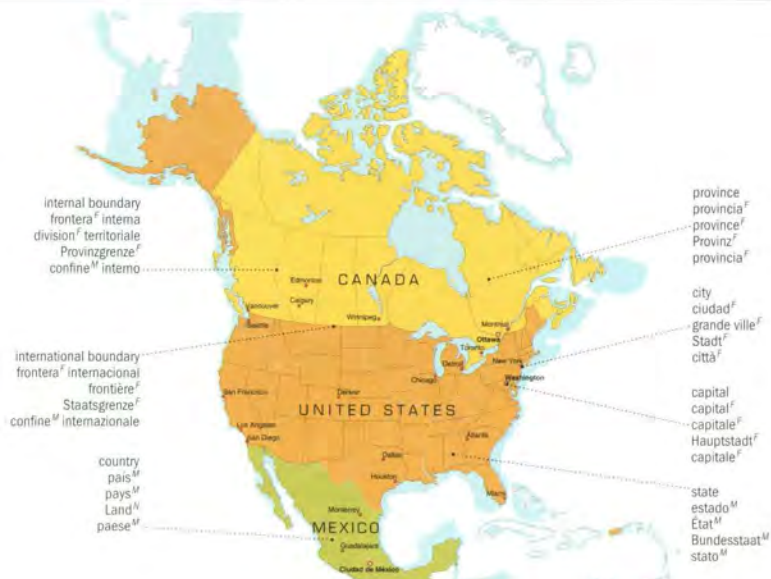 internal boundary
frontera F interna
division F territoriale
Provinzgrenze F
confine M interno
international boundary
frontera F internacional
frontière F
Staatsgrenze F
confine M internazionale
country
país M
pays M
Land N
paese M
Edmonton
CANADA
Calgary
Vancouver
Winnipeg
Seattle
Montréal
Ottawa
Toronto
Detroit
New York
Chicago
Washington
San Francisco
Denver
UNITED STATES
Los Angeles
San Diego
Atlanta
Dallas
Houston
Miami
Monterrey
MEXICO
Guadalajara
Ciudad de México
province
provincia F
province F
Provinz F
provincia F
city
ciudad F
grande ville F
Stadt F
città F
capital
capital F
capitale F
Hauptstadt F
capitale F
state
estado M
État M
Bundesstaat M
stato M